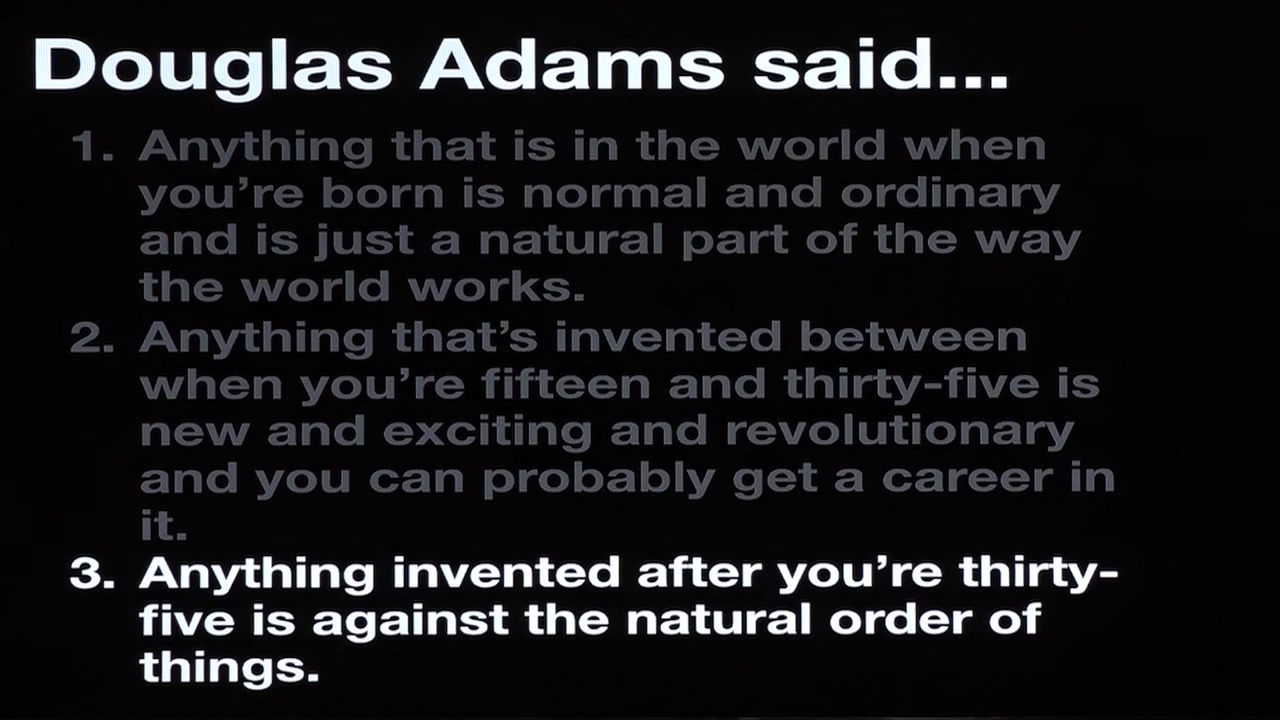 Douglas Adams said...
1. Anything that is in the world when
you’re born is normal and ordinary
and is just a natural part of the way
the world works.
2. Anything that’s invented between
when you’re fifteen and thirty-five is
new and exciting and revolutionary
and you can probably get a career in
it.
3. Anything invented after you’re thirty-
five is against the natural order of
things.